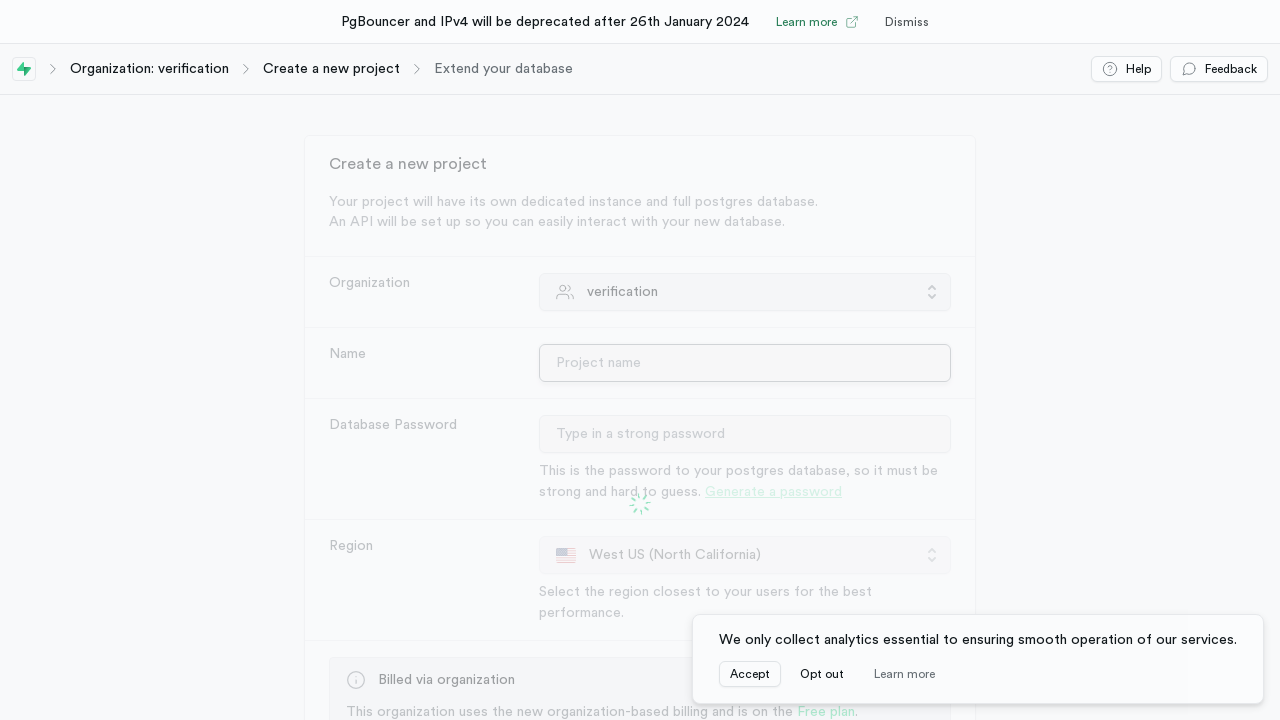 PgBouncer and IPv4 will be deprecated after 26th January 2024
Learn more
Dismiss
Organization: verification
Create a new project
Extend your database
Help
Feedback
Create a new project
Your project will have its own dedicated instance and full postgres database.
An API will be set up so you can easily interact with your new database.
Organization
verification
Name
Project name
Database Password
Type in a strong password
This is the password to your postgres database, so it must be
strong and hard to guess. Generate a password
Region
West US (North California)
Select the region closest to your users for the best
performance.
Billed via organization
This organization uses the new organization-based billing and is on the Free plan.
We only collect analytics essential to ensuring smooth operation of our services.
Accept
Opt out
Learn more